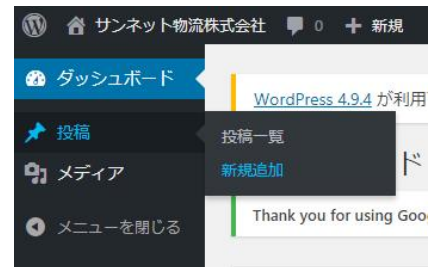 サンネット物流株式会社 0 + 新規
ダッシュボード
WordPress 4.9.4 が利用
投稿
投稿一覧
ド
メディア
新規追加
Thank you for using Goo
メニューを閉じる